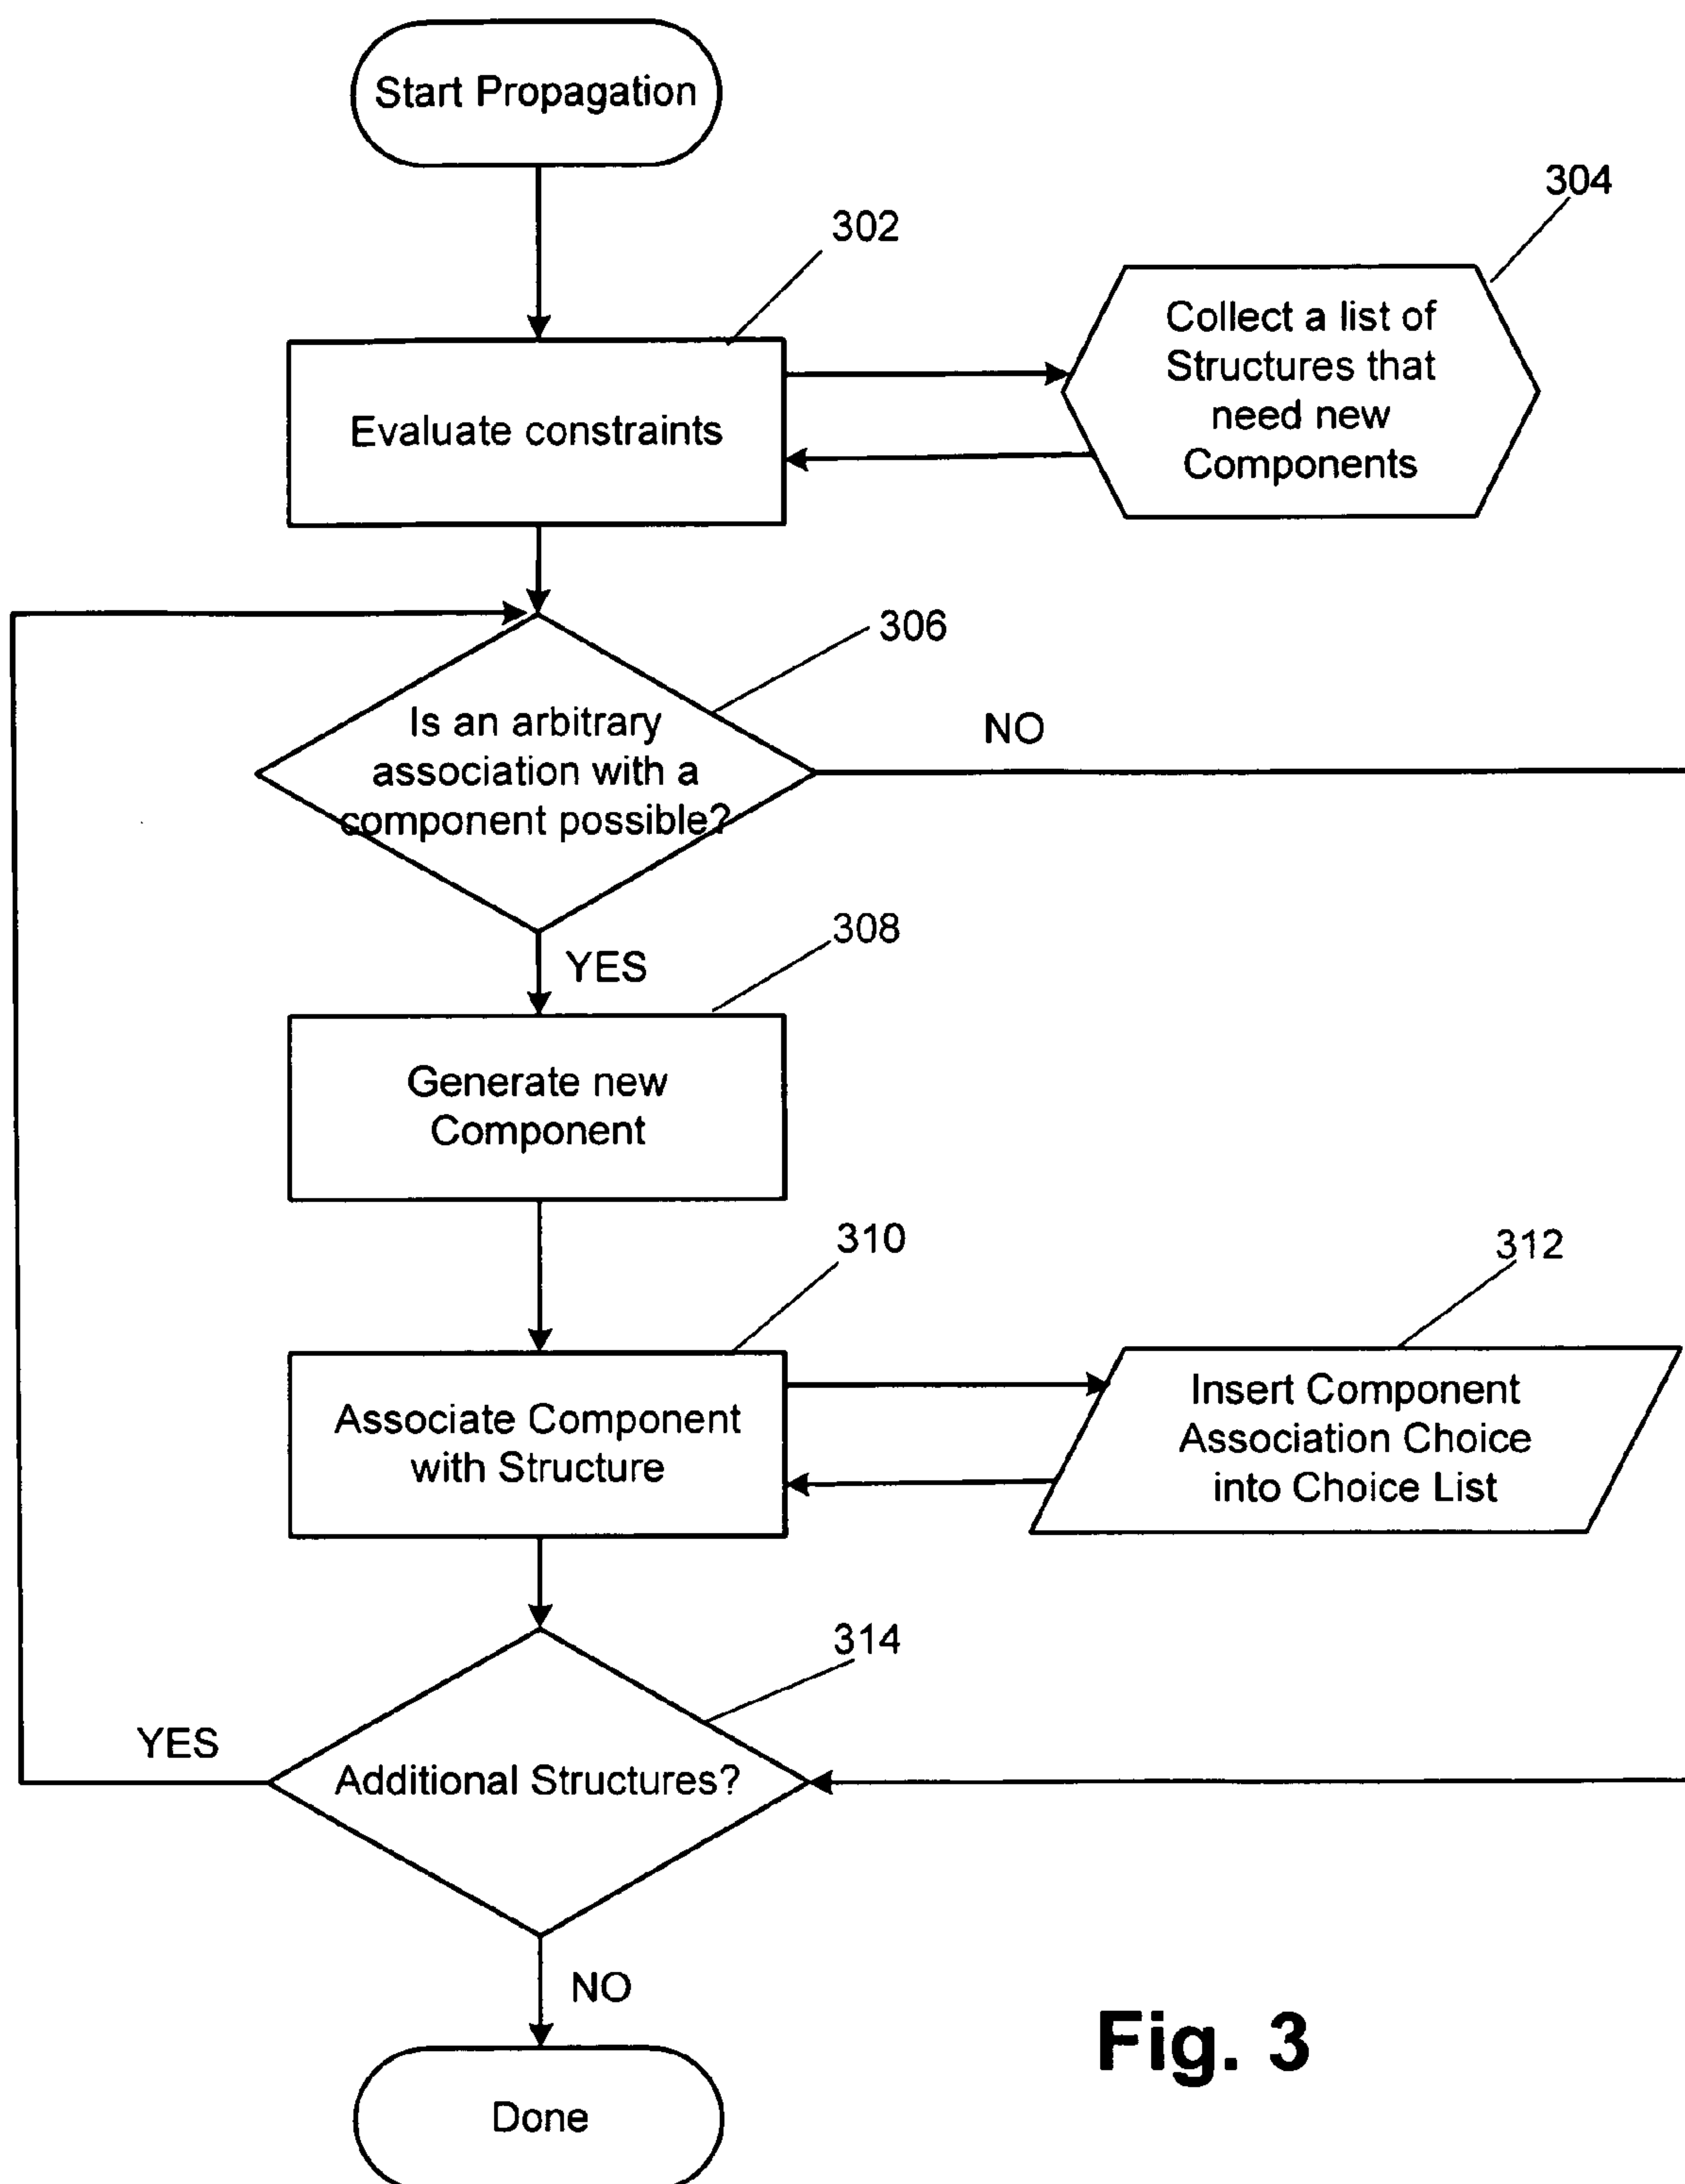 Start Propagation
302
304
Evaluate constraints
Collect a list of
Structures that
need new
Components
306
Is an arbitrary
association with a
component possible?
NO
YES
308
Generate new
Component
310
312
Associate Component
with Structure
Insert Component
Association Choice
into Choice List
314
YES
Additional Structures?
NO
Fig. 3
Done